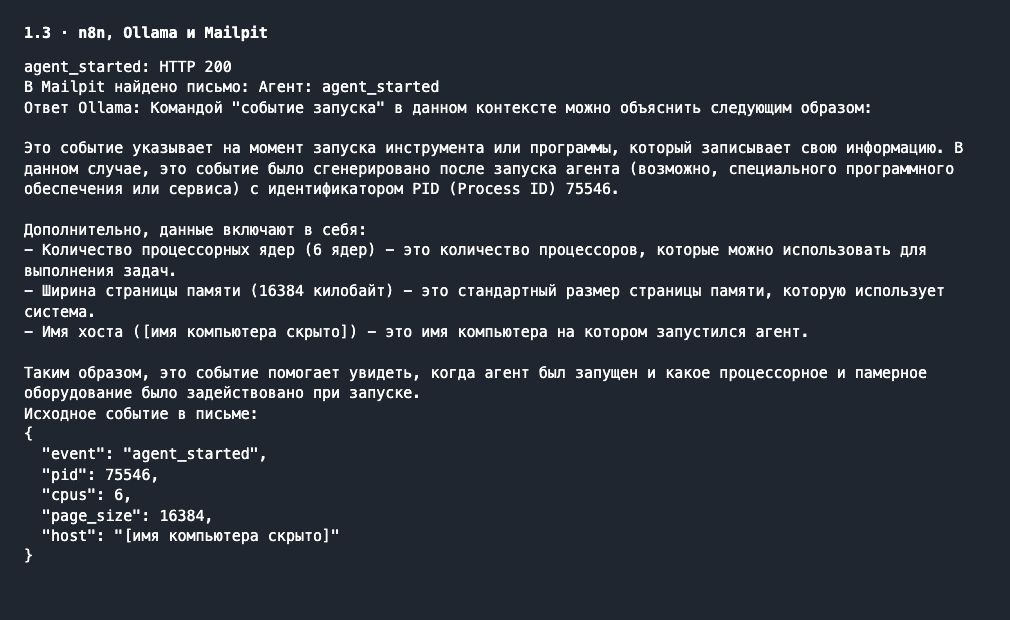 1.3 · n8n, Ollama и Mailpit
agent_started: HTTP 200
В Mailpit найдено письмо: Агент: agent_started
Ответ Ollama: Командой "событие запуска" в данном контексте можно объяснить следующим образом:
Это событие указывает на момент запуска инструмента или программы, который записывает свою информацию. В
данном случае, это событие было сгенерировано после запуска агента (возможно, специального программного
обеспечения или сервиса) с идентификатором PID (Process ID) 75546.
Дополнительно, данные включают в себя:
– Количество процессорных ядер (6 ядер) – это количество процессоров, которые можно использовать для
выполнения задач.
– Ширина страницы памяти (16384 килобайт) – это стандартный размер страницы памяти, которую использует
система.
– Имя хоста ([имя компьютера скрыто]) – это имя компьютера на котором запустился агент.
Таким образом, это событие помогает увидеть, когда агент был запущен и какое процессорное и памерное
оборудование было задействовано при запуске.
Исходное событие в письме:
{
  "event": "agent_started",
  "pid": 75546,
  "cpus": 6,
  "page_size": 16384,
  "host": "[имя компьютера скрыто]"
}